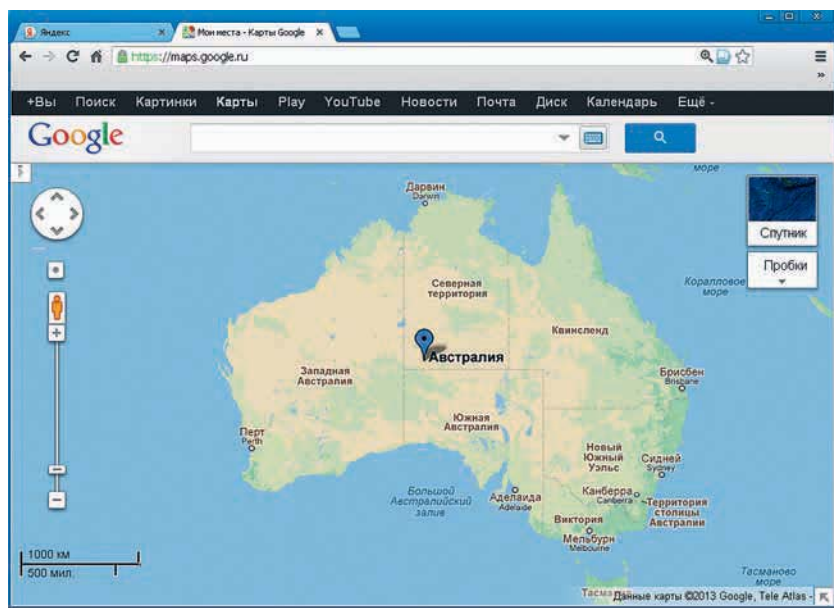 Яндекс
Мои места - Карты Google
https://maps.google.ru
+Вы Поиск Картинки Карты Play YouTube Новости Почта Диск Календарь Ещё
Google
море
Спутник
Пробки
Дарвин
Darwin
Северная
территория
Коралловое
море
Квинсленд
Австралия
Западная
Австралия
Брисбен
Brisbane
Южная
Австралия
Перт
Perth
Новый
Южный
Уэльс
Сидней
Sydney
Большой
Австралийский
залив
Аделаида
Adelaide
Канберра
Canberra
Территория
столицы
Австралии
Виктория
Мельбурн
Melbourne
1000 км
500 мил.
Тасманово
море
Данные карты ©2013 Google, Tele Atlas -